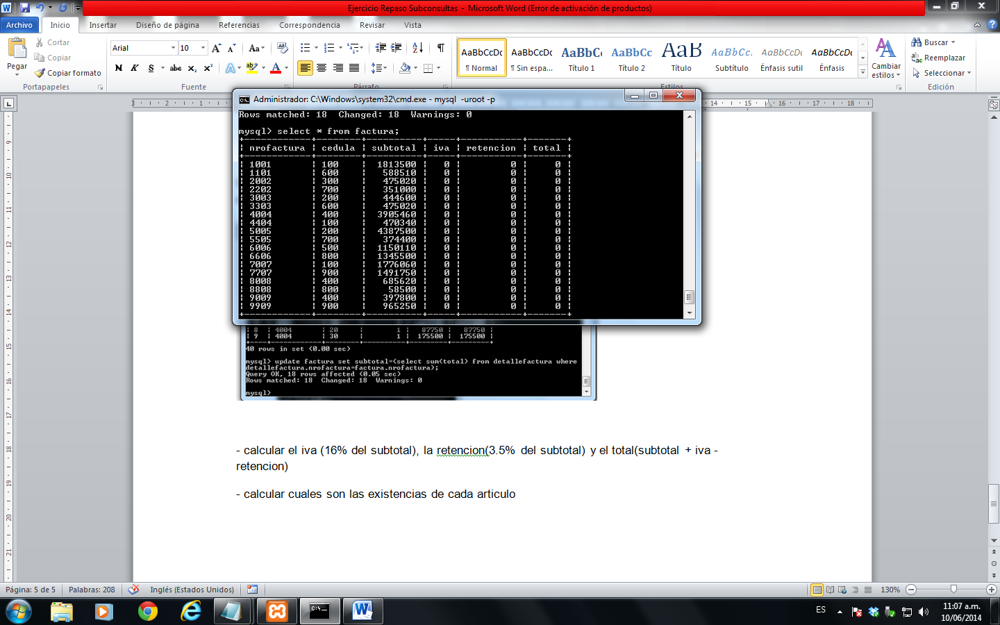 Ejercicio Repaso Subconsultas - Microsoft Word (Error de activación de productos)
Archivo Inicio Insertar Diseño de página Referencias Correspondencia Revisar Vista
Pegar
Cortar
Copiar
Copiar formato
Portapapeles
Arial 10
Aa
N K S abc x₂ x²
Fuente
Párrafo
AaBbCcDc AaBbCcDc AaBbC AaBbCc AaB AaBbCc. AaBbCcDc AaBbCcDc
¶ Normal ¶ Sin espa... Título 1 Título 2 Título Subtítulo Énfasis sutil Énfasis
Estilos
Cambiar
estilos
Buscar
Reemplazar
Seleccionar
Edición
Administrador: C:\Windows\system32\cmd.exe - mysql -uroot -p
Rows matched: 18 Changed: 18 Warnings: 0
mysql> select * from factura;
| nrofactura | cedula | subtotal | iva | retencion | total |
| 1001 | 100 | 1813500 | 0 | 0 | 0 |
| 1101 | 600 | 588510 | 0 | 0 | 0 |
| 2002 | 300 | 475020 | 0 | 0 | 0 |
| 2202 | 700 | 351000 | 0 | 0 | 0 |
| 3003 | 200 | 444600 | 0 | 0 | 0 |
| 3303 | 600 | 475020 | 0 | 0 | 0 |
| 4004 | 400 | 3905460 | 0 | 0 | 0 |
| 4404 | 100 | 470340 | 0 | 0 | 0 |
| 5005 | 200 | 4387500 | 0 | 0 | 0 |
| 5505 | 700 | 374400 | 0 | 0 | 0 |
| 6006 | 500 | 1150110 | 0 | 0 | 0 |
| 6606 | 800 | 1345500 | 0 | 0 | 0 |
| 7007 | 100 | 1776060 | 0 | 0 | 0 |
| 7707 | 900 | 1491750 | 0 | 0 | 0 |
| 8008 | 400 | 685620 | 0 | 0 | 0 |
| 8808 | 800 | 58500 | 0 | 0 | 0 |
| 9009 | 400 | 397800 | 0 | 0 | 0 |
| 9909 | 900 | 965250 | 0 | 0 | 0 |
| 8 | 4004 | 20 | 1 | 87750 | 87750 |
| 9 | 4004 | 30 | 1 | 175500 | 175500 |
40 rows in set (0.00 sec)
mysql> update factura set subtotal=(select sum(total) from detallefactura where
detallefactura.nrofactura=factura.nrofactura);
Query OK, 18 rows affected (0.05 sec)
Rows matched: 18 Changed: 18 Warnings: 0
mysql>
- calcular el iva (16% del subtotal), la retencion(3.5% del subtotal) y el total(subtotal + iva -
retencion)
- calcular cuales son las existencias de cada articulo
Página: 5 de 5 Palabras: 208 Inglés (Estados Unidos) 130%
ES
11:07 a.m.
10/06/2014